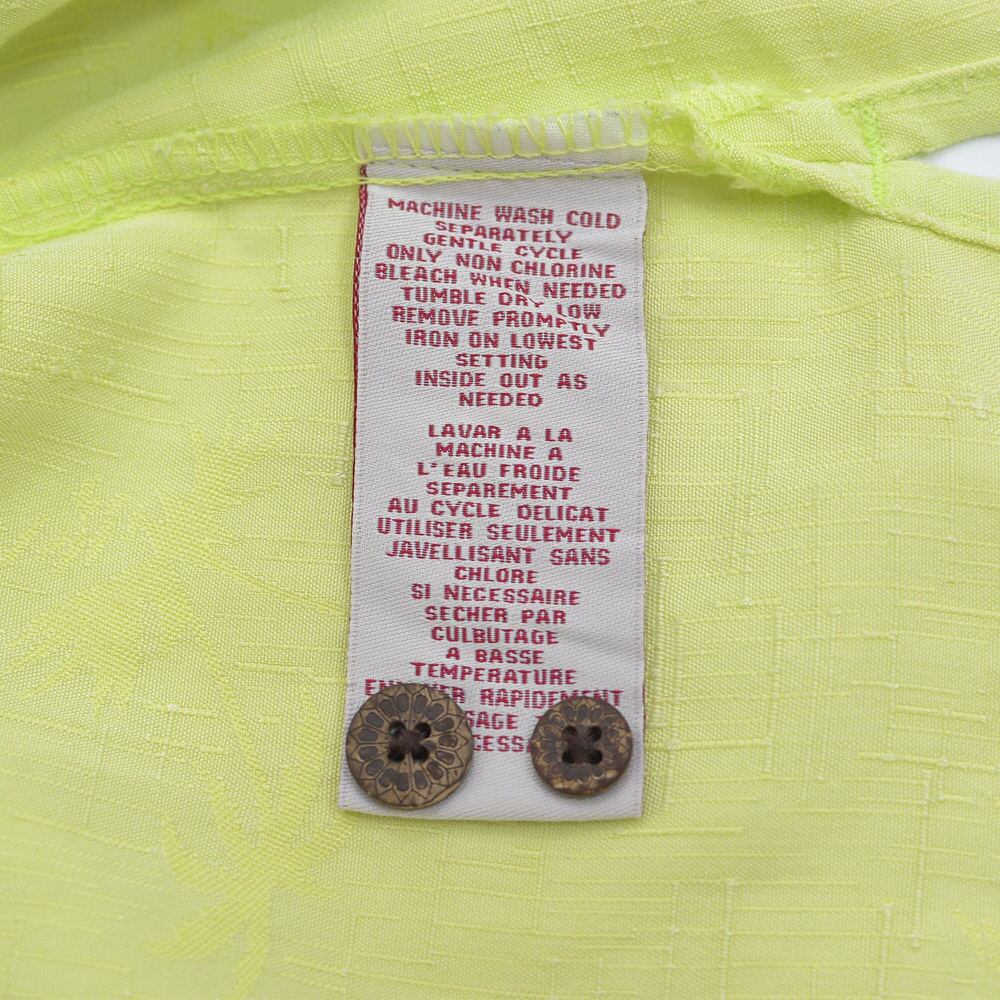 MACHINE WASH COLD
SEPARATELY
GENTLE CYCLE
ONLY NON CHLORINE
BLEACH WHEN NEEDED
TUMBLE DRY LOW
REMOVE PROMPTLY
IRON ON LOWEST
SETTING
INSIDE OUT AS
NEEDED
LAVAR A LA
MACHINE A
L'EAU FROIDE
SEPAREMENT
AU CYCLE DELICAT
UTILISER SEULEMENT
JAVELLISANT SANS
CHLORE
SI NECESSAIRE
SECHER PAR
CULBUTAGE
A BASSE
TEMPERATURE
RAPIDEMENT